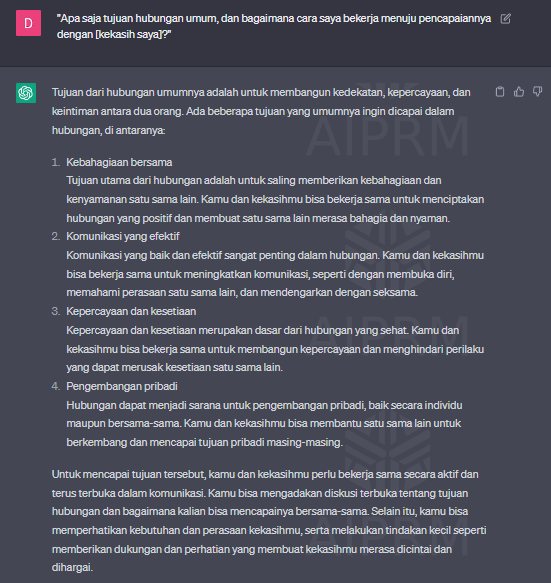 D
"Apa saja tujuan hubungan umum, dan bagaimana cara saya bekerja menuju pencapaiannya
dengan [kekasih saya]?"
Tujuan dari hubungan umumnya adalah untuk membangun kedekatan, kepercayaan, dan
keintiman antara dua orang. Ada beberapa tujuan yang umumnya ingin dicapai dalam
hubungan, di antaranya:
1. Kebahagiaan bersama
Tujuan utama dari hubungan adalah untuk saling memberikan kebahagiaan dan
kenyamanan satu sama lain. Kamu dan kekasihmu bisa bekerja sama untuk menciptakan
hubungan yang positif dan membuat satu sama lain merasa bahagia dan nyaman.
2. Komunikasi yang efektif
Komunikasi yang baik dan efektif sangat penting dalam hubungan. Kamu dan kekasihmu
bisa bekerja sama untuk meningkatkan komunikasi, seperti dengan membuka diri,
memahami perasaan satu sama lain, dan mendengarkan dengan seksama.
3. Kepercayaan dan kesetiaan
Kepercayaan dan kesetiaan merupakan dasar dari hubungan yang sehat. Kamu dan
kekasihmu bisa bekerja sama untuk membangun kepercayaan dan menghindari perilaku
yang dapat merusak kesetiaan satu sama lain.
4. Pengembangan pribadi
Hubungan dapat menjadi sarana untuk pengembangan pribadi, baik secara individu
maupun bersama-sama. Kamu dan kekasihmu bisa membantu satu sama lain untuk
berkembang dan mencapai tujuan pribadi masing-masing.
Untuk mencapai tujuan tersebut, kamu dan kekasihmu perlu bekerja sama secara aktif dan
terus terbuka dalam komunikasi. Kamu bisa mengadakan diskusi terbuka tentang tujuan
hubungan dan bagaimana kalian bisa mencapainya bersama-sama. Selain itu, kamu bisa
memperhatikan kebutuhan dan perasaan kekasihmu, serta melakukan tindakan kecil seperti
memberikan dukungan dan perhatian yang membuat kekasihmu merasa dicintai dan
dihargai.
AIPRM
AIPRM
AIPRM
AIPRM